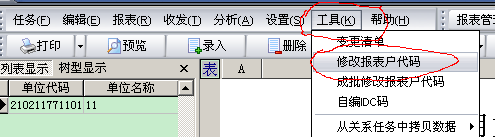 任务(F) 编辑(E) 报表(R) 收发(T) 分析(A) 设置(S) 工具(K) 帮助(H) 报表管
打印 预览 录入 删除
变更清单
修改报表户代码
成批修改报表户代码
自编DC码
从关系任务中拷贝数据
列表显示 树型显示
表 A
单位代码 单位名称
210211771101 11